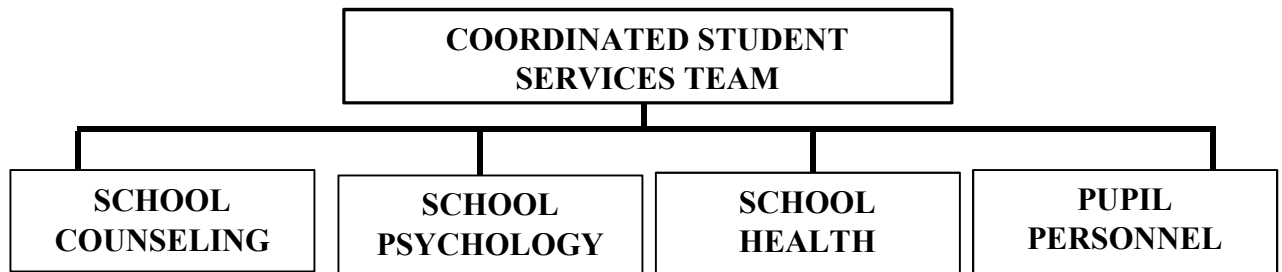 COORDINATED STUDENT
SERVICES TEAM
SCHOOL
COUNSELING
SCHOOL
PSYCHOLOGY
SCHOOL
HEALTH
PUPIL
PERSONNEL